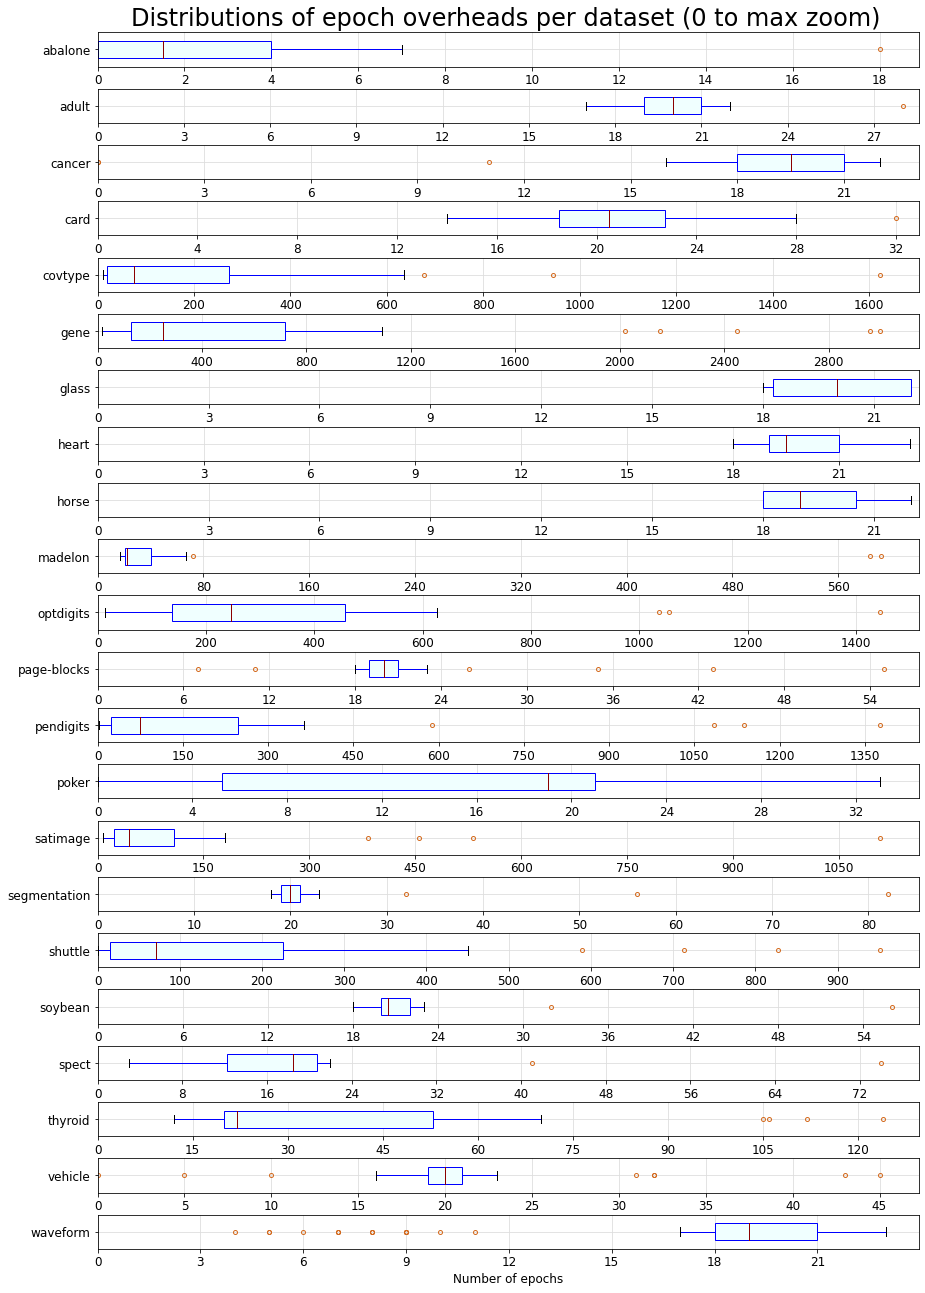 Distributions of epoch overheads per dataset (0 to max zoom)
abalone
0 2 4 6 8 10 12 14 16 18
adult
0 3 6 9 12 15 18 21 24 27
cancer
0 3 6 9 12 15 18 21
card
0 4 8 12 16 20 24 28 32
covtype
0 200 400 600 800 1000 1200 1400 1600
gene
0 400 800 1200 1600 2000 2400 2800
glass
0 3 6 9 12 15 18 21
heart
0 3 6 9 12 15 18 21
horse
0 3 6 9 12 15 18 21
madelon
0 80 160 240 320 400 480 560
optdigits
0 200 400 600 800 1000 1200 1400
page-blocks
0 6 12 18 24 30 36 42 48 54
pendigits
0 150 300 450 600 750 900 1050 1200 1350
poker
0 4 8 12 16 20 24 28 32
satimage
0 150 300 450 600 750 900 1050
segmentation
0 10 20 30 40 50 60 70 80
shuttle
0 100 200 300 400 500 600 700 800 900
soybean
0 6 12 18 24 30 36 42 48 54
spect
0 8 16 24 32 40 48 56 64 72
thyroid
0 15 30 45 60 75 90 105 120
vehicle
0 5 10 15 20 25 30 35 40 45
waveform
0 3 6 9 12 15 18 21
Number of epochs